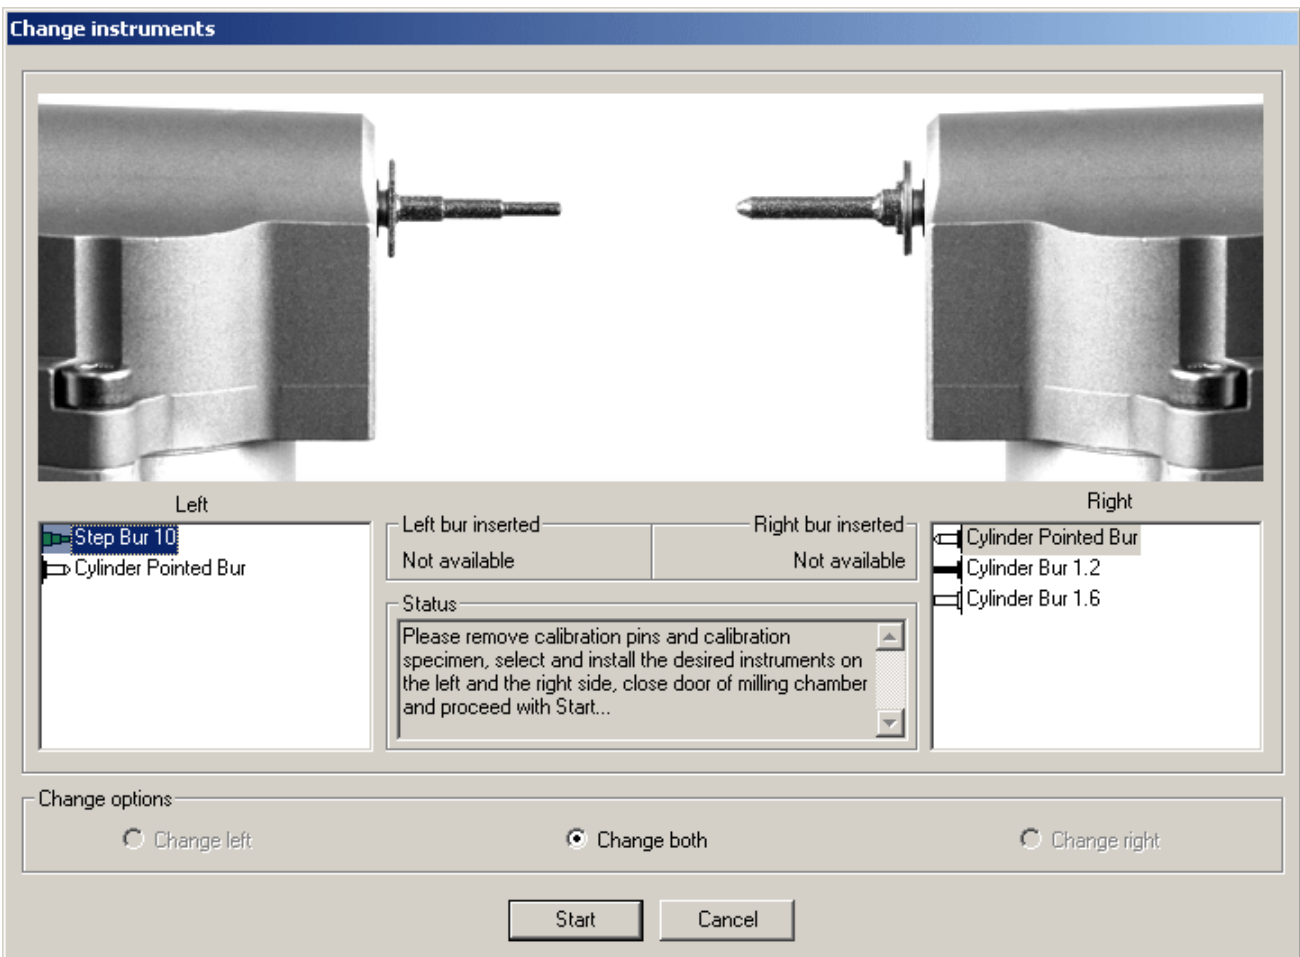 Change instruments
Left
Right
Step Bur 10
Cylinder Pointed Bur
Left bur inserted
Right bur inserted
Not available
Not available
Status
Please remove calibration pins and calibration
specimen, select and install the desired instruments on
the left and the right side, close door of milling chamber
and proceed with Start...
Cylinder Pointed Bur
Cylinder Bur 1.2
Cylinder Bur 1.6
Change options
Change left
Change both
Change right
Start
Cancel